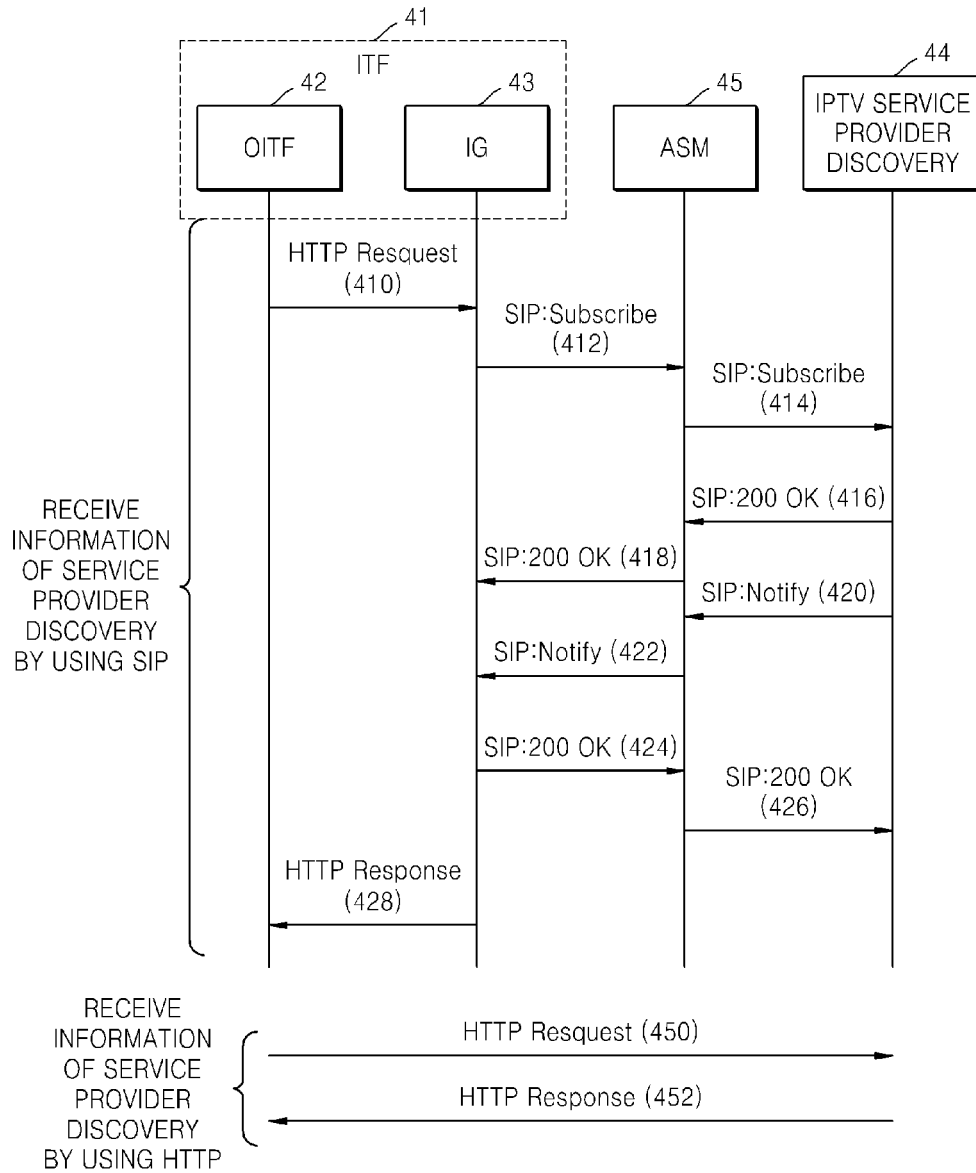 41
ITF
42
OITF
43
IG
45
ASM
44
IPTV SERVICE
PROVIDER
DISCOVERY
HTTP Resquest
(410)
SIP:Subscribe
(412)
SIP:Subscribe
(414)
SIP:200 OK (416)
SIP:200 OK (418)
SIP:Notify (420)
SIP:Notify (422)
SIP:200 OK (424)
SIP:200 OK
(426)
HTTP Response
(428)
RECEIVE
INFORMATION
OF SERVICE
PROVIDER
DISCOVERY
BY USING SIP
RECEIVE
INFORMATION
OF SERVICE
PROVIDER
DISCOVERY
BY USING HTTP
HTTP Resquest (450)
HTTP Response (452)